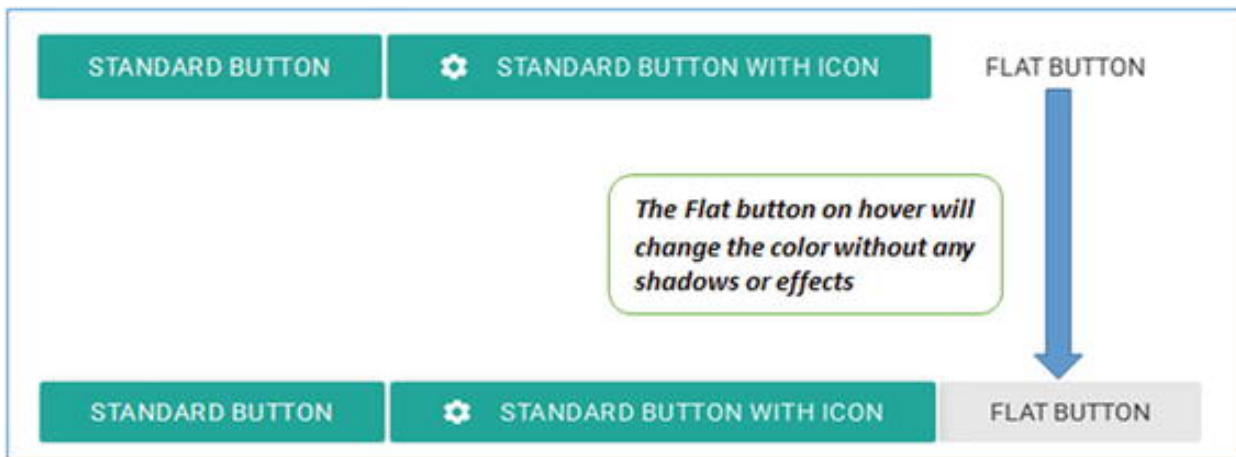 STANDARD BUTTON STANDARD BUTTON WITH ICON FLAT BUTTON
The Flat button on hover will
change the color without any
shadows or effects
STANDARD BUTTON STANDARD BUTTON WITH ICON FLAT BUTTON